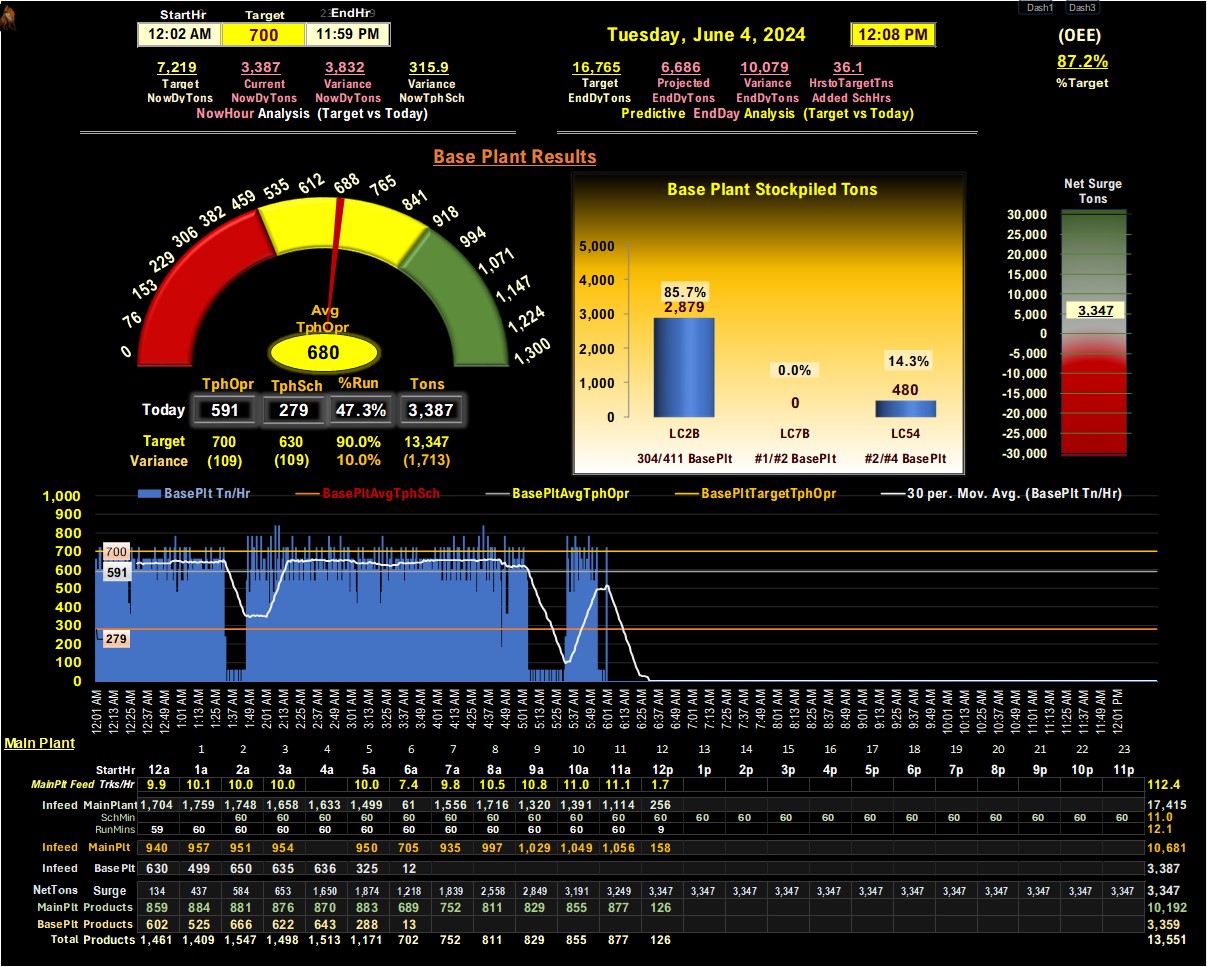 StartHr Target EndHr Dash1 Dash3
12:02 AM 700 11:59 PM Tuesday, June 4, 2024 12:08 PM (OEE)
7,219 3,387 3,832 315.9 16,765 6,686 10,079 36.1 87.2%
Target Current Variance Variance Target Projected Variance HrstoTargetTns %Target
NowDyTons NowDyTons NowDyTons NowTphSch EndDyTons EndDyTons EndDyTons Added SchHrs
NowHour Analysis (Target vs Today) Predictive EndDay Analysis (Target vs Today)
Base Plant Results
0 76 153 229 306 382 459 535 612 688 765 841 918 994 1,071 1,147 1,224 1,300
Avg
TphOpr
680
TphOpr TphSch %Run Tons
Today 591 279 47.3% 3,387
Target 700 630 90.0% 13,347
Variance (109) (109) 10.0% (1,713)
Base Plant Stockpiled Tons
5,000
4,000
3,000
2,000
1,000
0
85.7%
2,879
0.0%
0
14.3%
480
LC2B LC7B LC54
304/411 BasePlt #1/#2 BasePlt #2/#4 BasePlt
Net Surge
Tons
30,000
25,000
20,000
15,000
10,000
5,000
0
-5,000
-10,000
-15,000
-20,000
-25,000
-30,000
3,347
BasePlt Tn/Hr BasePltAvgTphSch BasePltAvgTphOpr BasePltTargetTphOpr 30 per. Mov. Avg. (BasePlt Tn/Hr)
1,000
900
800
700
600
500
400
300
200
100
0
700
591
279
12:01 AM 12:13 AM 12:25 AM 12:37 AM 12:49 AM 1:01 AM 1:13 AM 1:25 AM 1:37 AM 1:49 AM 2:01 AM 2:13 AM 2:25 AM 2:37 AM 2:49 AM 3:01 AM 3:13 AM 3:25 AM 3:37 AM 3:49 AM 4:01 AM 4:13 AM 4:25 AM 4:37 AM 4:49 AM 5:01 AM 5:25 AM 5:37 AM 5:49 AM 6:01 AM 6:13 AM 6:25 AM 6:37 AM 6:49 AM 7:01 AM 7:13 AM 7:25 AM 7:37 AM 7:49 AM 8:01 AM 8:13 AM 8:25 AM 8:37 AM 8:49 AM 9:01 AM 9:13 AM 9:25 AM 9:37 AM 9:49 AM 10:01 AM 10:13 AM 10:25 AM 10:37 AM 10:49 AM 11:01 AM 11:13 AM 11:25 AM 11:37 AM 11:49 AM 12:01 PM
Main Plant 1 2 3 4 5 6 7 8 9 10 11 12 13 14 15 16 17 18 19 20 21 22 23
StartHr 12a 1a 2a 3a 4a 5a 6a 7a 8a 9a 10a 11a 12p 1p 2p 3p 4p 5p 6p 7p 8p 9p 10p 11p
MainPlt Feed Trks/Hr 9.9 10.1 10.0 10.0 10.0 7.4 9.8 10.5 10.8 11.0 11.1 1.7 112.4
Infeed MainPlant 1,704 1,759 1,748 1,658 1,633 1,499 61 1,556 1,716 1,320 1,391 1,114 256 17,415
SchMin 60 60 60 60 60 60 60 60 60 60 60 60 60 60 60 60 60 60 60 60 60 60 11.0
RunMins 59 60 60 60 60 60 60 60 60 60 60 60 9 12.1
Infeed MainPlt 940 957 951 954 950 705 935 997 1,029 1,049 1,056 158 10,681
Infeed BasePlt 630 499 650 635 636 325 12 3,387
NetTons Surge 134 437 584 653 1,650 1,874 1,218 1,839 2,558 2,849 3,191 3,249 3,347 3,347 3,347 3,347 3,347 3,347 3,347 3,347 3,347 3,347 3,347 3,347 3,347
MainPlt Products 859 884 881 876 870 883 689 752 811 829 855 877 126 10,192
BasePlt Products 602 525 666 622 643 288 13 3,359
Total Products 1,461 1,409 1,547 1,498 1,513 1,171 702 752 811 829 855 877 126 13,551